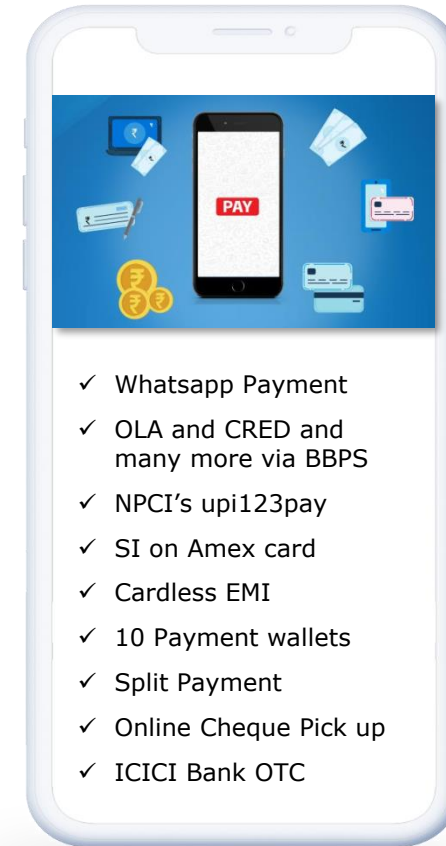 ₹
₹
PAY
₹
₹
₹
₹
✓ Whatsapp Payment
✓ OLA and CRED and
many more via BBPS
✓ NPCI’s upi123pay
✓ SI on Amex card
✓ Cardless EMI
✓ 10 Payment wallets
✓ Split Payment
✓ Online Cheque Pick up
✓ ICICI Bank OTC